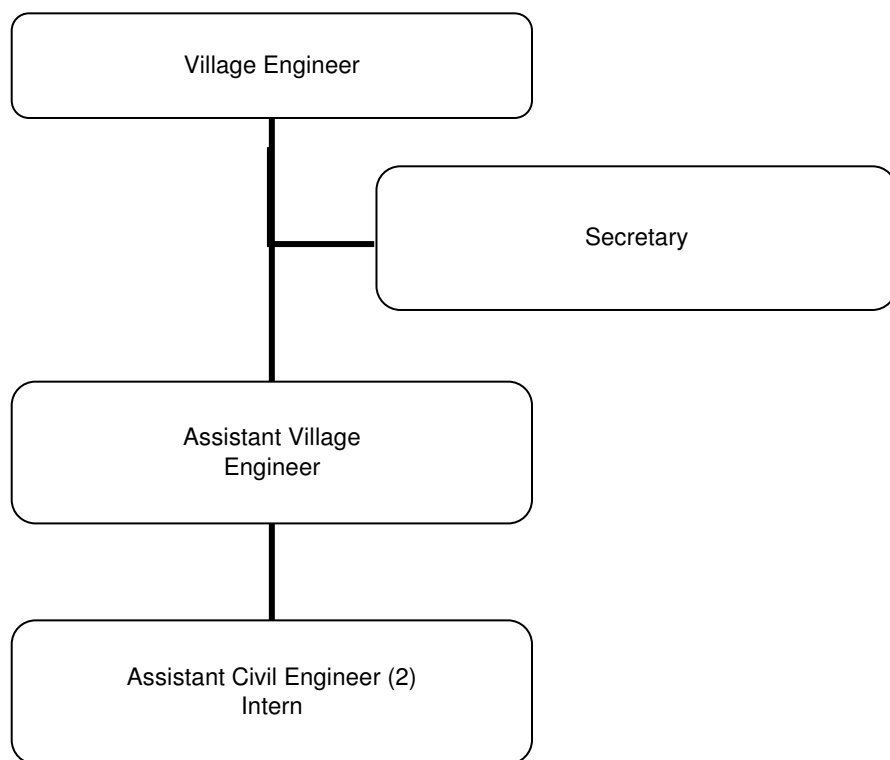 Village Engineer
Secretary
Assistant Village
Engineer
Assistant Civil Engineer (2)
Intern